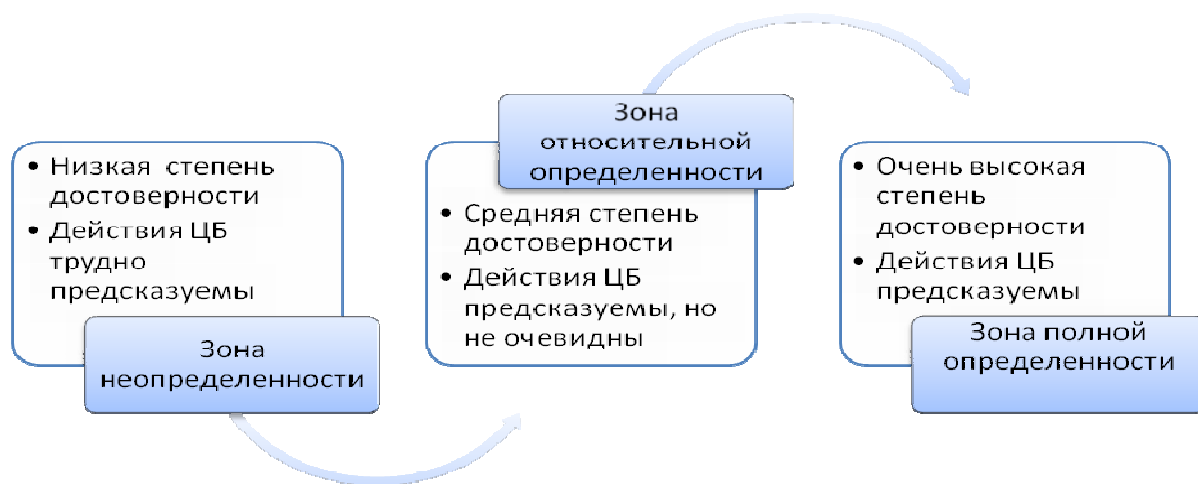 • Низкая степень
достоверности
• Действия ЦБ
трудно
предсказуемы
Зона
неопределенности
Зона
относительной
определенности
• Средняя степень
достоверности
• Действия ЦБ
предсказуемы, но
не очевидны
• Очень высокая
степень
достоверности
• Действия ЦБ
предсказуемы
Зона полной
определенности